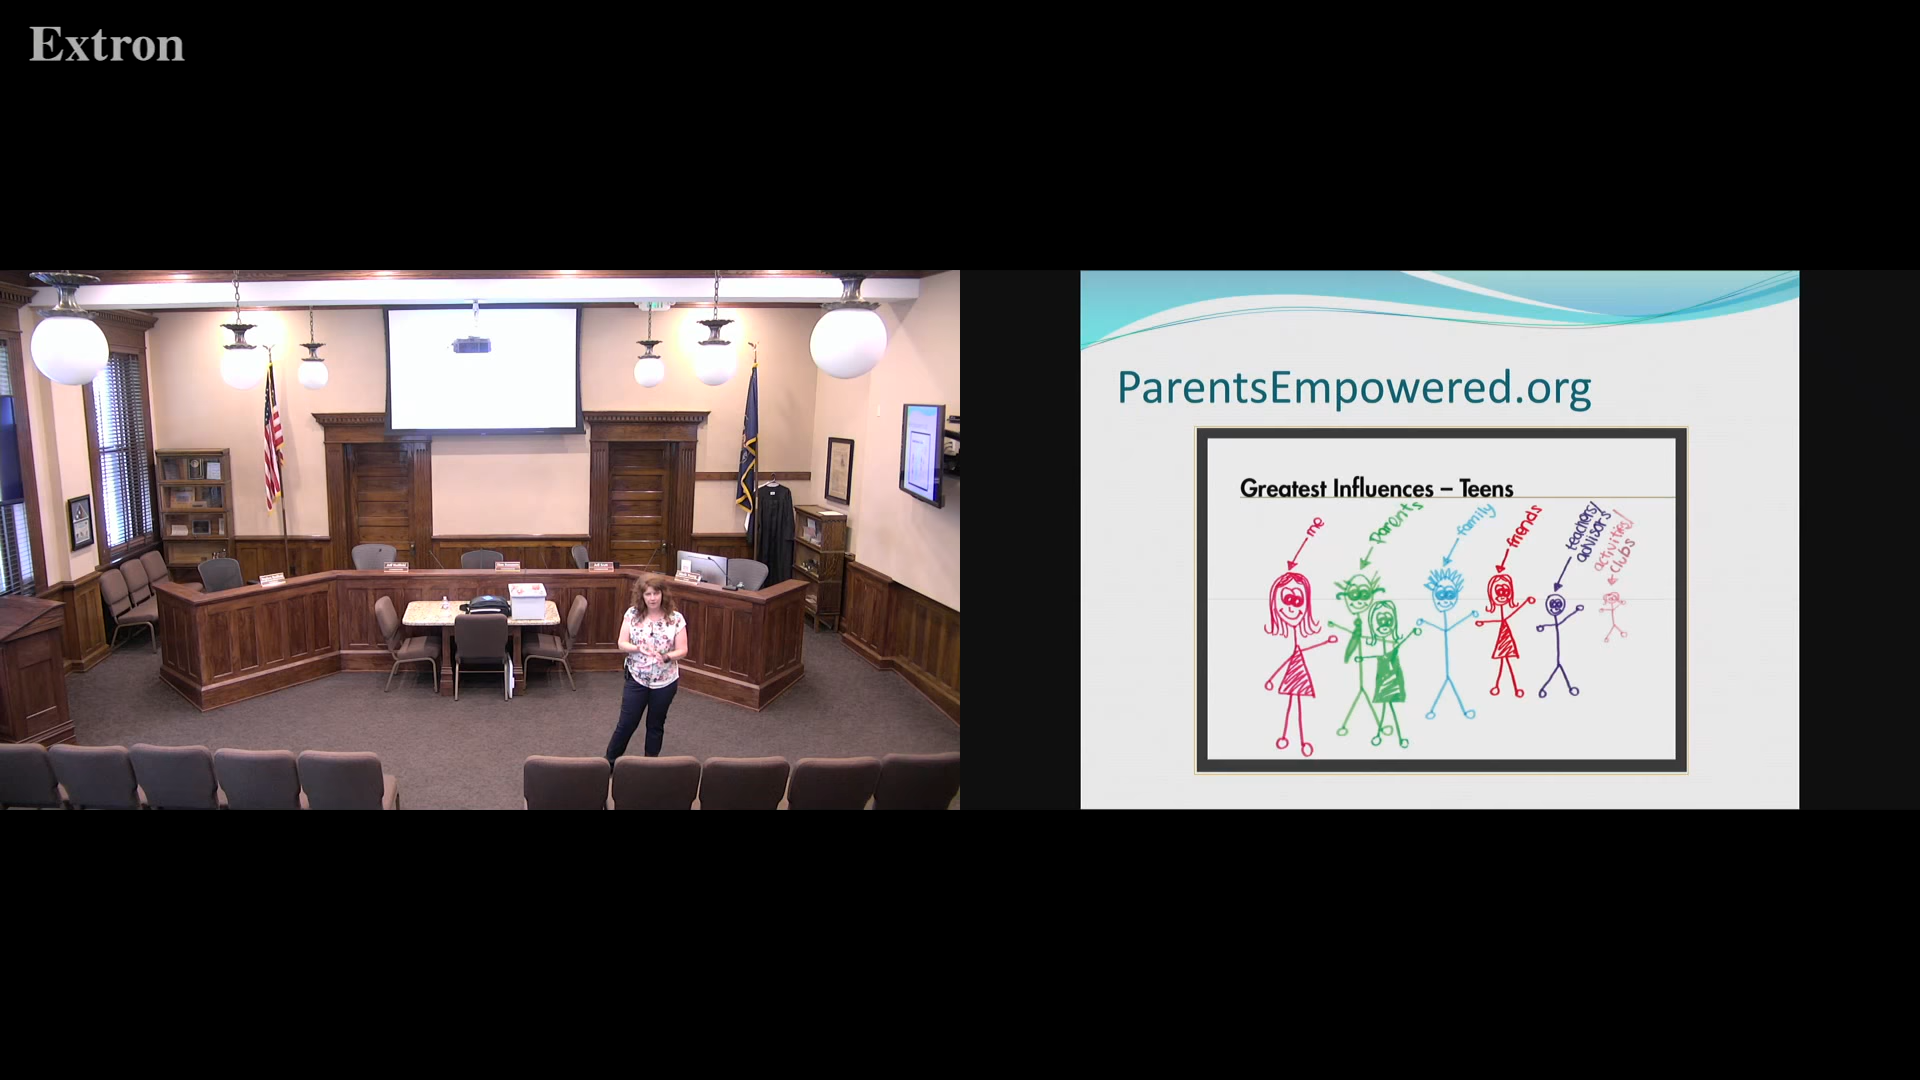 Extron
ParentsEmpowered.org
Greatest Influences – Teens
me
parents
family
friends
teachers/
advisors
activities/
clubs